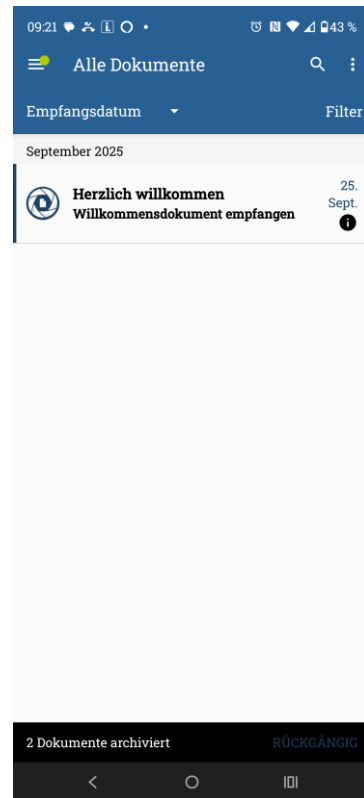 09:21 43 %
Alle Dokumente
Empfangsdatum Filter
September 2025
Herzlich willkommen
Willkommensdokument empfangen
25.
Sept.
2 Dokumente archiviert RÜCKGÄNGIG